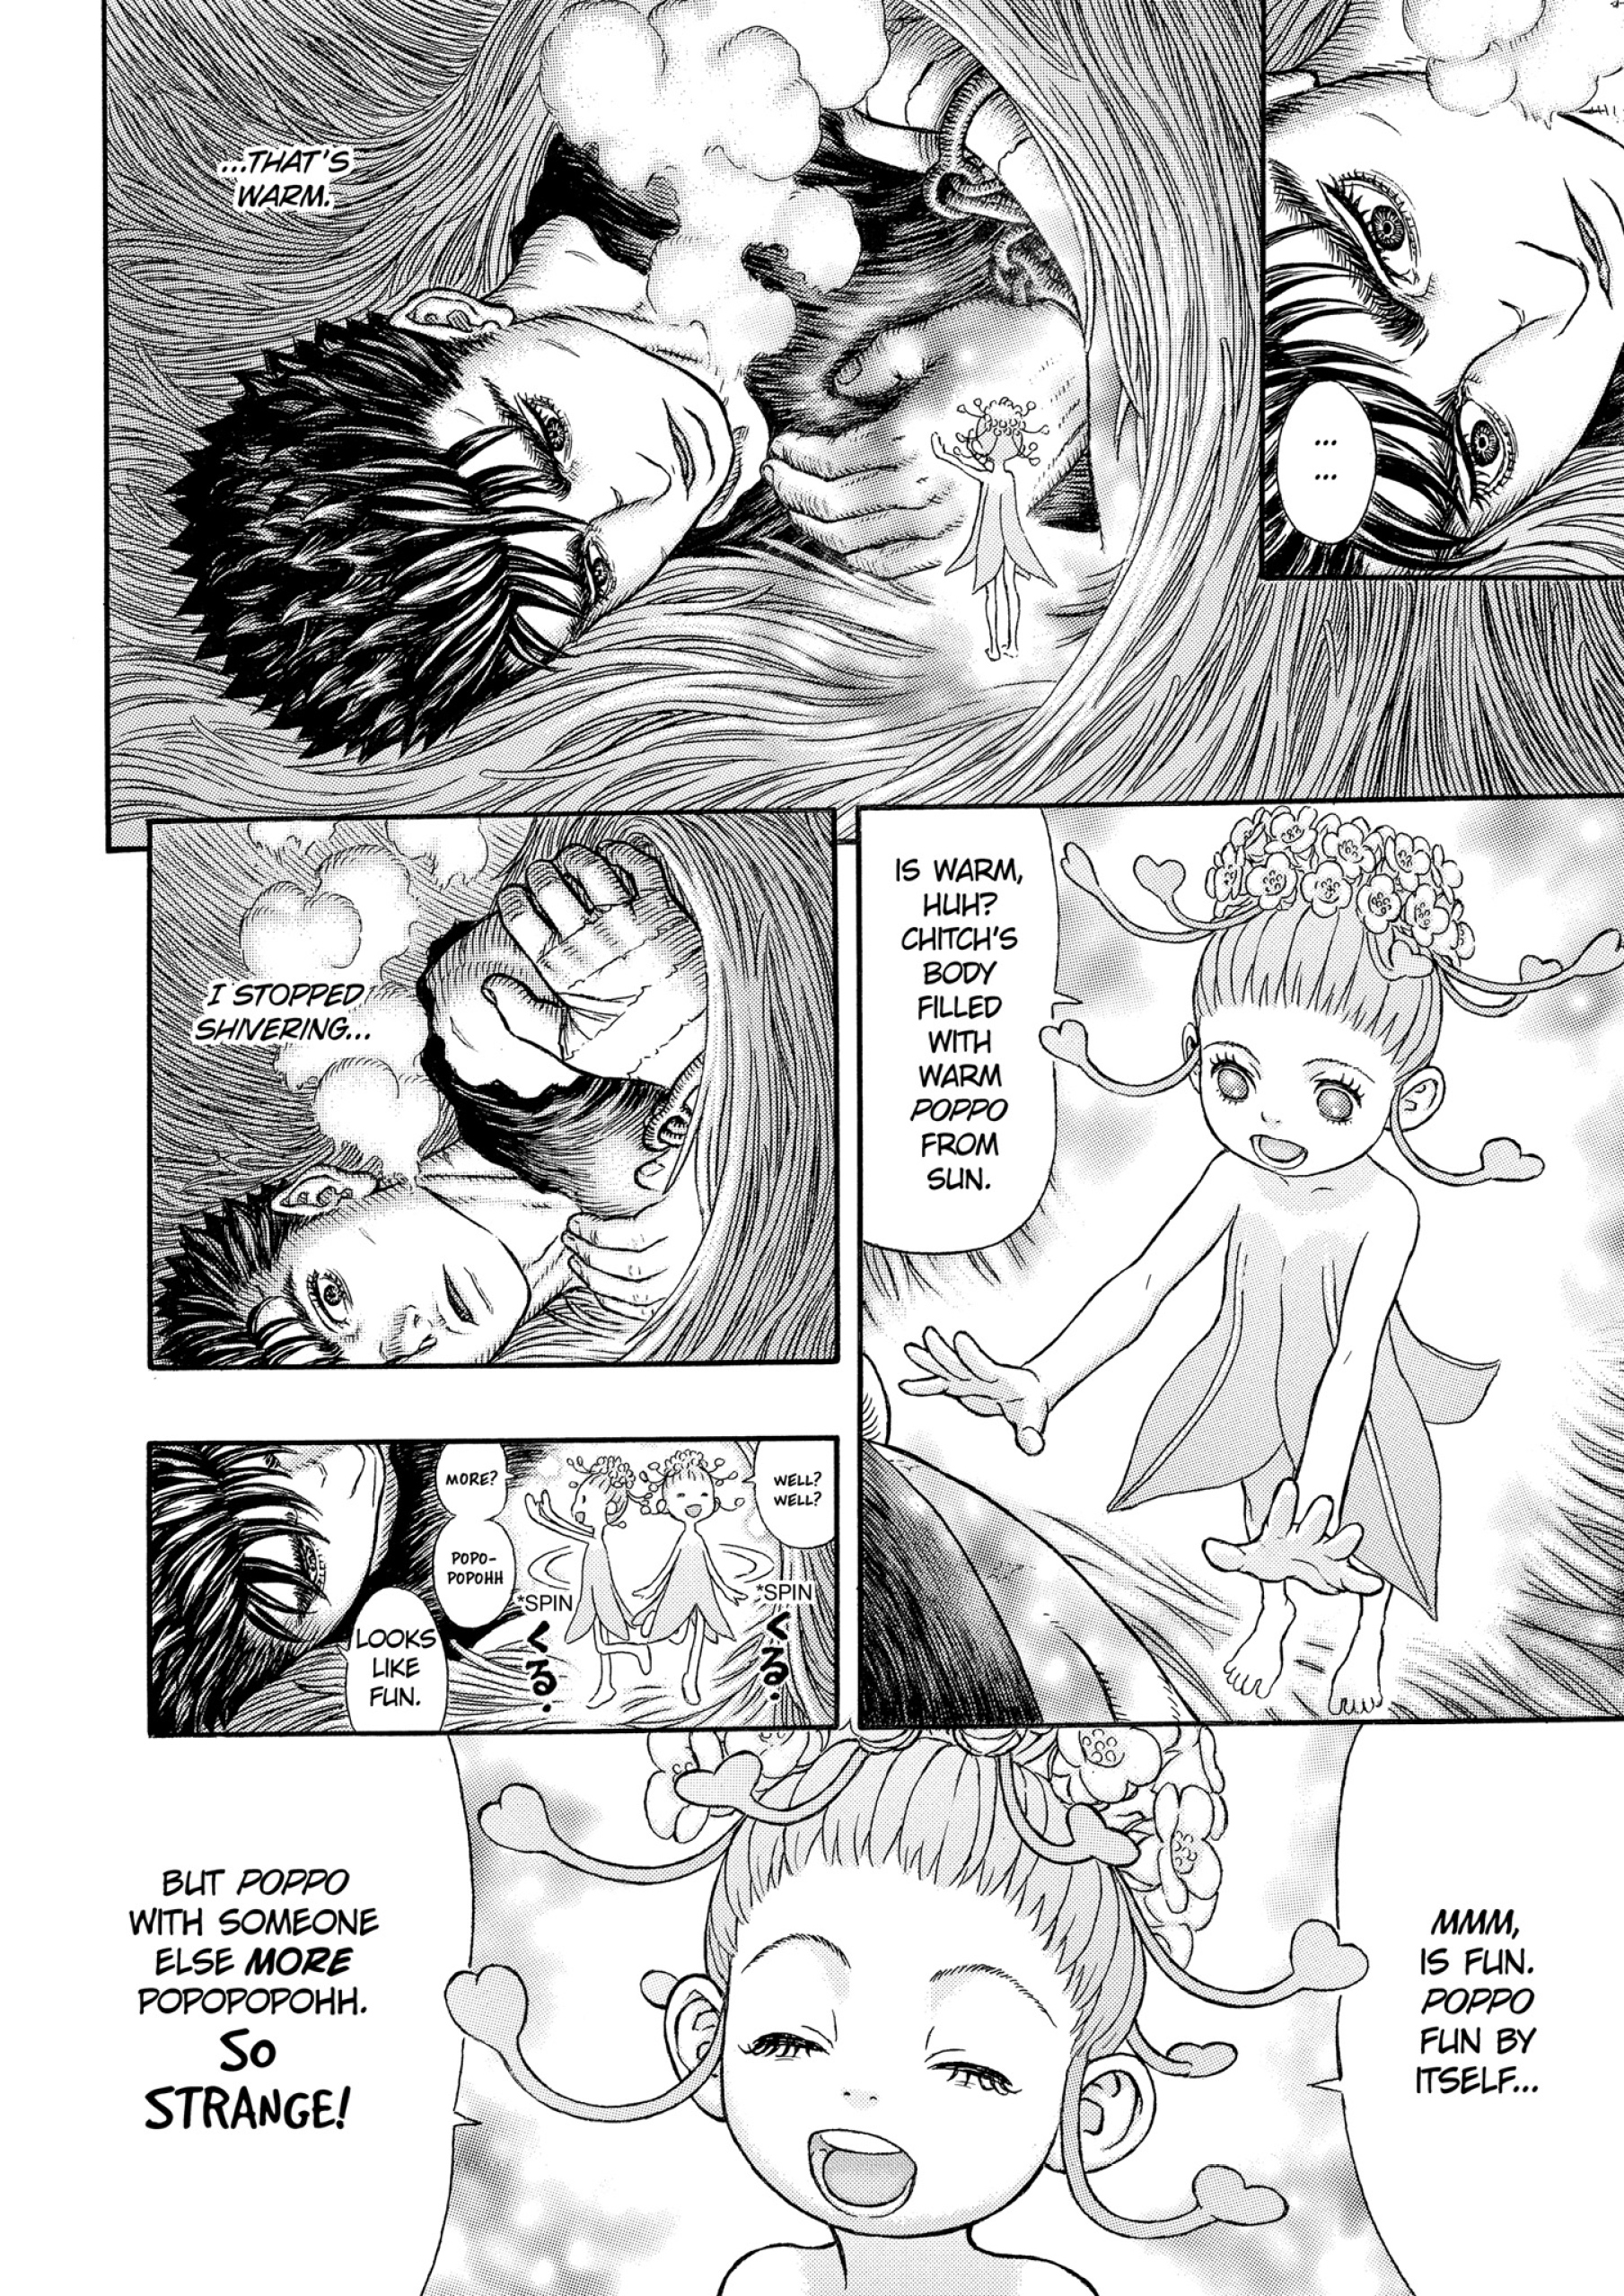 ...
...
...THAT'S
WARM.
IS WARM,
HUH?
CHITCH'S
BODY
FILLED
WITH
WARM
POPPO
FROM
SUN.
I STOPPED
SHIVERING...
WELL?
WELL?
*SPIN
くる
MORE?
POPO-
POPOHH
*SPIN
くる
LOOKS
LIKE
FUN.
MMM,
IS FUN.
POPPO
FUN BY
ITSELF...
BUT POPPO
WITH SOMEONE
ELSE MORE
POPOPOPOHH.
SO
STRANGE!